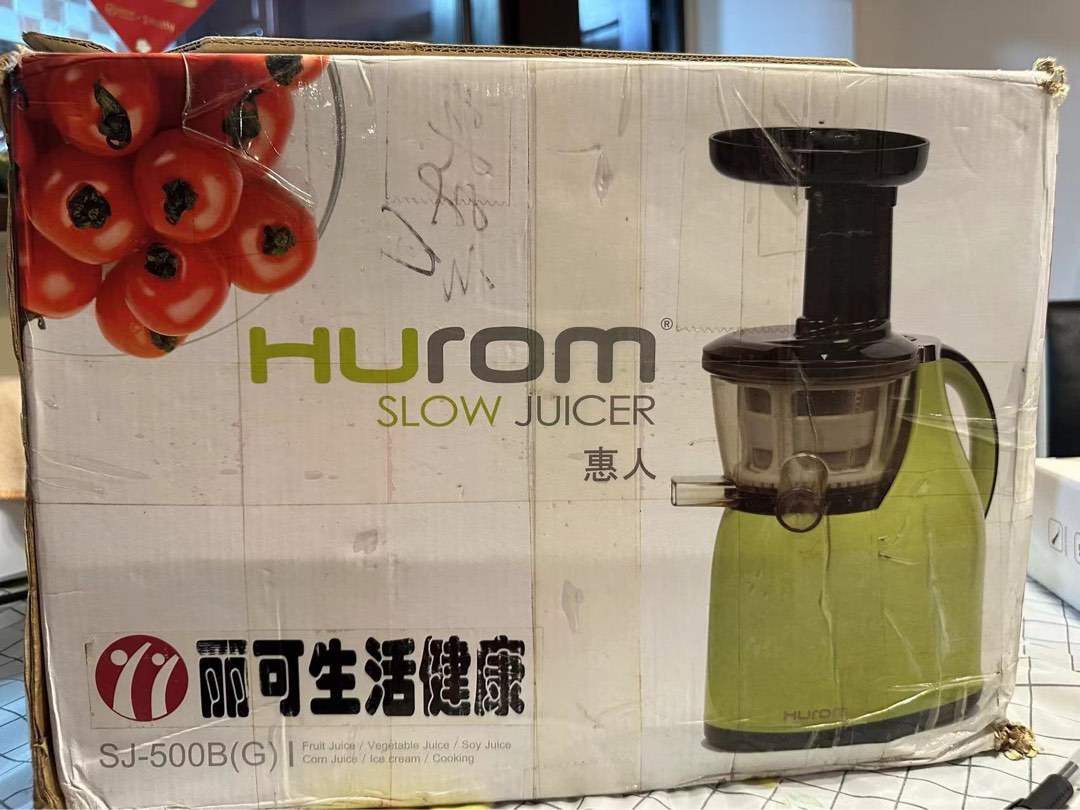 Hurom®
SLOW JUICER
惠人
Hurom
丽可生活健康
SJ-500B(G) | Fruit Juice / Vegetable Juice / Soy Juice
Corn Juice / Ice cream / Cooking